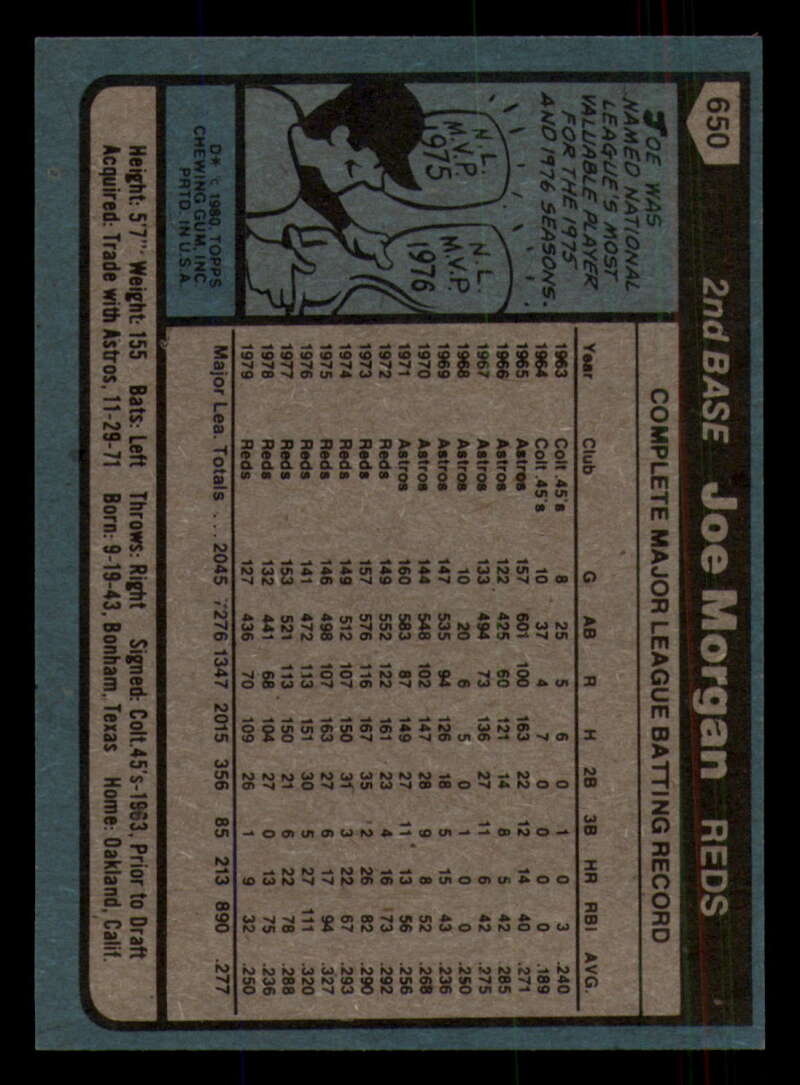 650
2nd BASE Joe Morgan REDS
JOE WAS
NAMED NATIONAL
LEAGUE'S MOST
VALUABLE PLAYER
FOR THE 1975
AND 1976 SEASONS.
N.L.
M.V.P.
1975
N.L.
M.V.P.
1976
D* © 1980 TOPPS
CHEWING GUM, INC.
PRTD. IN U.S.A.
COMPLETE MAJOR LEAGUE BATTING RECORD
Year Club G AB R H 2B 3B HR RBI AVG.
1963 Colt .45's 8 25 5 6 0 1 0 3 .240
1964 Colt .45's 10 37 4 7 0 0 0 0 .189
1965 Astros 157 601 100 163 22 12 14 40 .271
1966 Astros 122 425 60 121 14 8 5 42 .285
1967 Astros 133 494 73 136 27 11 6 42 .275
1968 Astros 10 20 6 5 0 1 0 0 .250
1969 Astros 147 535 94 126 18 5 15 43 .236
1970 Astros 144 548 102 147 28 9 8 52 .268
1971 Astros 160 583 87 149 27 11 13 56 .256
1972 Reds 149 552 122 161 23 4 16 73 .292
1973 Reds 157 576 116 167 35 2 26 82 .290
1974 Reds 149 512 107 150 31 3 22 67 .293
1975 Reds 146 498 107 163 27 6 17 94 .327
1976 Reds 141 472 113 151 30 5 27 111 .320
1977 Reds 153 521 113 150 21 6 22 78 .288
1978 Reds 132 441 68 104 27 0 13 75 .236
1979 Reds 127 436 70 109 26 1 9 32 .250
Major Lea. Totals . . . 2045 7276 1347 2015 356 85 213 890 .277
Height: 5'7" Weight: 155 Bats: Left Throws: Right Signed: Colt.45's-1963, Prior to Draft
Acquired: Trade with Astros, 11-29-71 Born: 9-19-43, Bonham, Texas Home: Oakland, Calif.